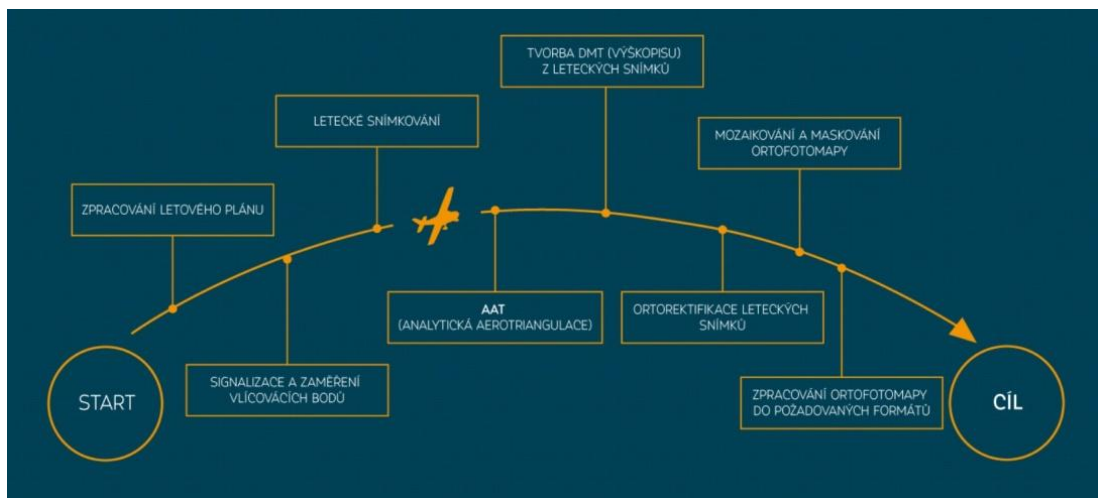 START
ZPRACOVÁNÍ LETOVÉHO PLÁNU
SIGNALIZACE A ZAMĚŘENÍ
VLÍCOVÁCÍCH BODŮ
LETECKÉ SNÍMKOVÁNÍ
AAT
(ANALYTICKÁ AEROTRIANGULACE)
TVORBA DMT (VÝŠKOPISU)
Z LETECKÝCH SNÍMKŮ
ORTOREKTIFIKACE LETECKÝCH
SNÍMKŮ
MOZAIKOVÁNÍ A MASKOVÁNÍ
ORTOFOTOMAPY
ZPRACOVÁNÍ ORTOFOTOMAPY
DO POŽADOVANÝCH FORMÁTŮ
CÍL